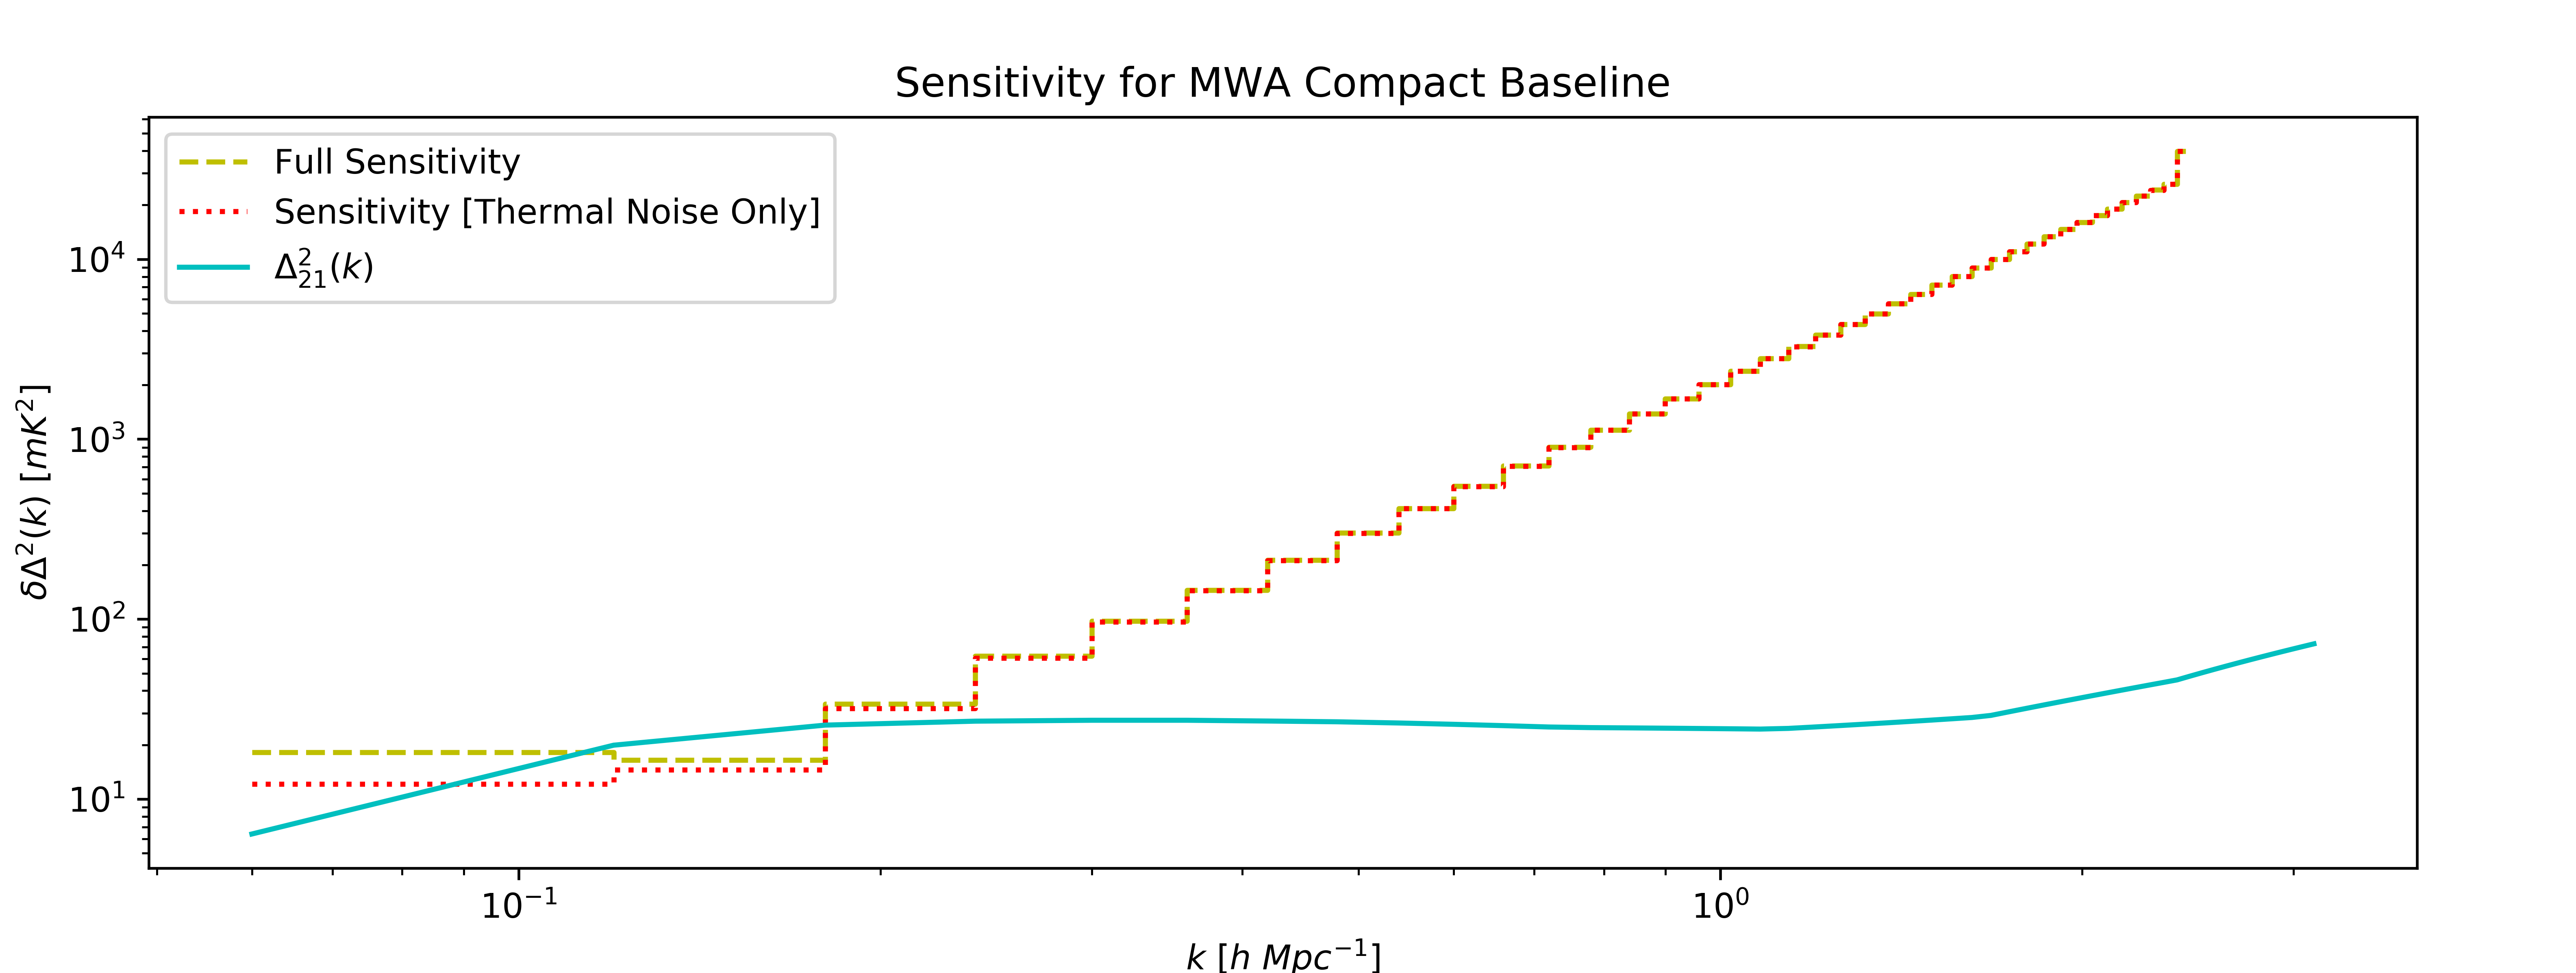 Sensitivity for MWA Compact Baseline
Full Sensitivity
Sensitivity [Thermal Noise Only]
Δ²₂₁(k)
δΔ²(k) [mK²]
10⁴
10³
10²
10¹
10⁻¹
10⁰
k [h Mpc⁻¹]